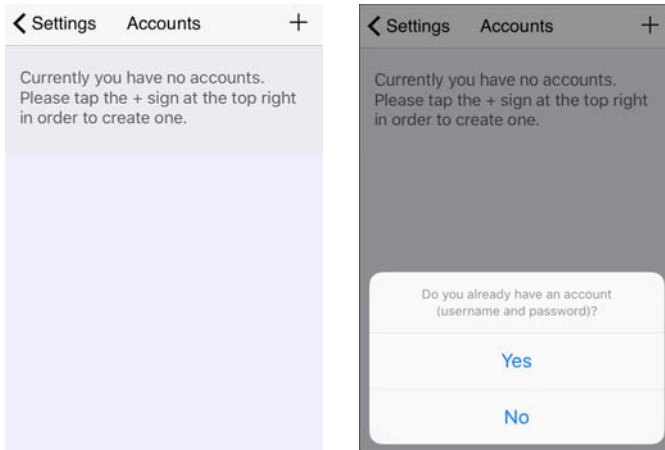 Settings Accounts +
Currently you have no accounts.
Please tap the + sign at the top right
in order to create one.
Settings Accounts +
Currently you have no accounts.
Please tap the + sign at the top right
in order to create one.
Do you already have an account
(username and password)?
Yes
No